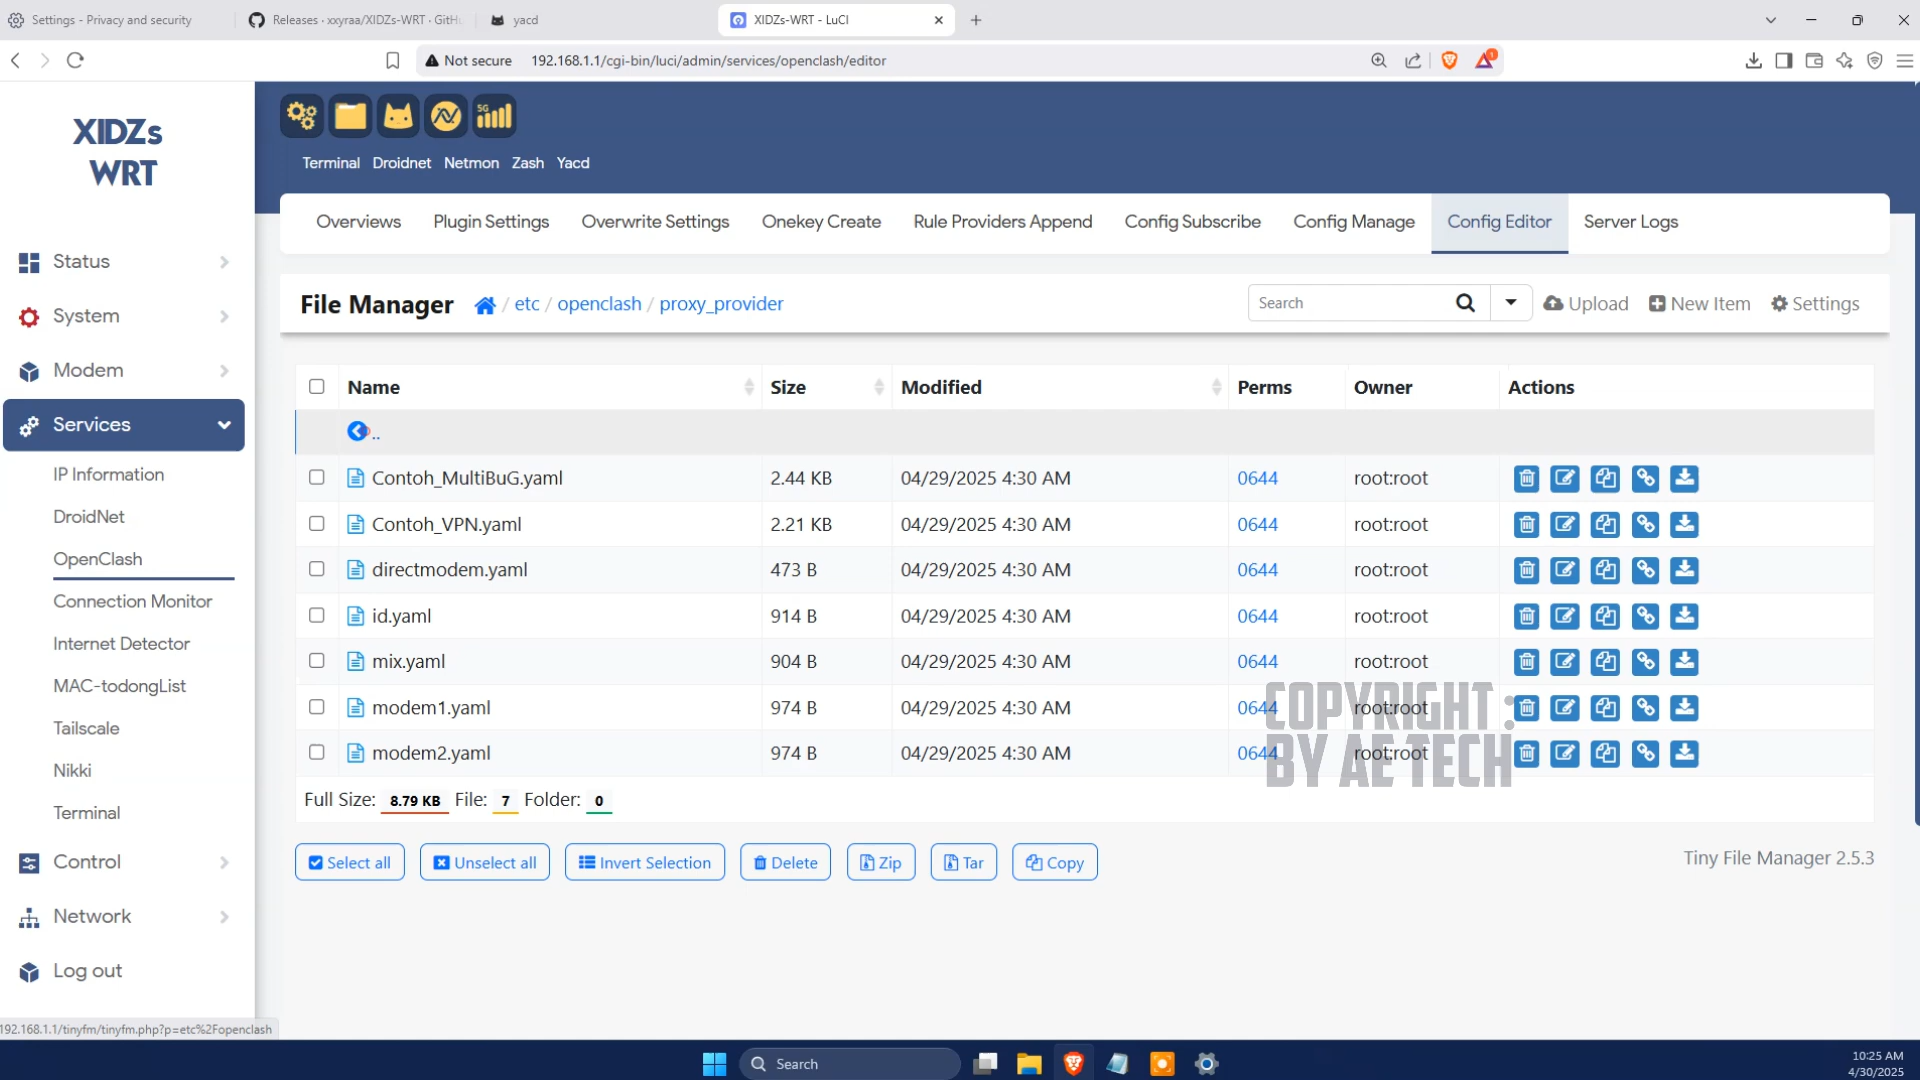 Settings - Privacy and security
Releases · xxyraa/XIDZs-WRT · GitHu
yacd
XIDZs-WRT - LuCI
Not secure
192.168.1.1/cgi-bin/luci/admin/services/openclash/editor
1
XIDZs
WRT
5G
Terminal Droidnet Netmon Zash Yacd
Overviews
Plugin Settings
Overwrite Settings
Onekey Create
Rule Providers Append
Config Subscribe
Config Manage
Config Editor
Server Logs
Status
System
Modem
Services
IP Information
DroidNet
OpenClash
Connection Monitor
Internet Detector
MAC-todongList
Tailscale
Nikki
Terminal
Control
Network
Log out
File Manager / etc / openclash / proxy_provider
Search
Upload
New Item
Settings
Name Size Modified Perms Owner Actions
..
Contoh_MultiBuG.yaml 2.44 KB 04/29/2025 4:30 AM 0644 root:root
Contoh_VPN.yaml 2.21 KB 04/29/2025 4:30 AM 0644 root:root
directmodem.yaml 473 B 04/29/2025 4:30 AM 0644 root:root
id.yaml 914 B 04/29/2025 4:30 AM 0644 root:root
mix.yaml 904 B 04/29/2025 4:30 AM 0644 root:root
modem1.yaml 974 B 04/29/2025 4:30 AM 0644 root:root
modem2.yaml 974 B 04/29/2025 4:30 AM 0644 root:root
COPYRIGHT :
BY AE TECH
Full Size: 8.79 KB File: 7 Folder: 0
Select all
Unselect all
Invert Selection
Delete
Zip
Tar
Copy
Tiny File Manager 2.5.3
192.168.1.1/tinyfm/tinyfm.php?p=etc%2Fopenclash
Search
10:25 AM
4/30/2025